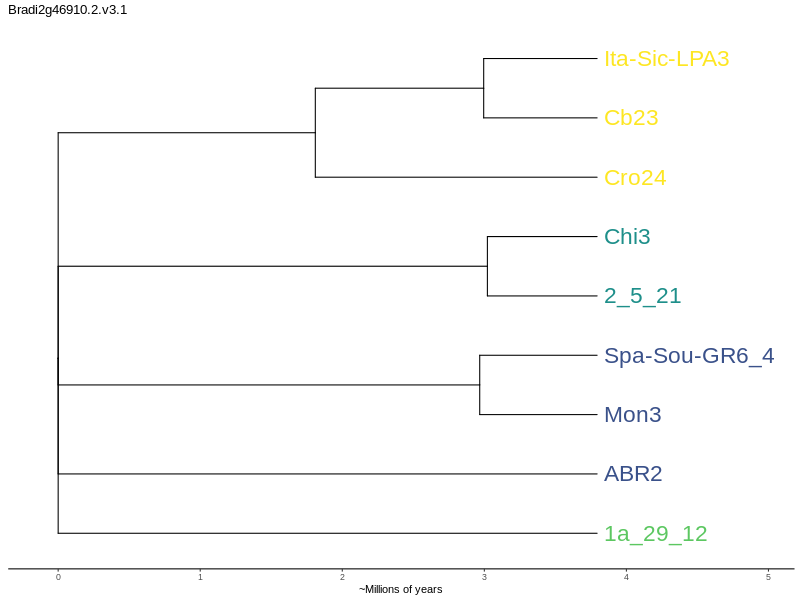 Bradi2g46910.2.v3.1
Ita-Sic-LPA3
Cb23
Cro24
Chi3
2_5_21
Spa-Sou-GR6_4
Mon3
ABR2
1a_29_12
0 1 2 3 4 5
~Millions of years